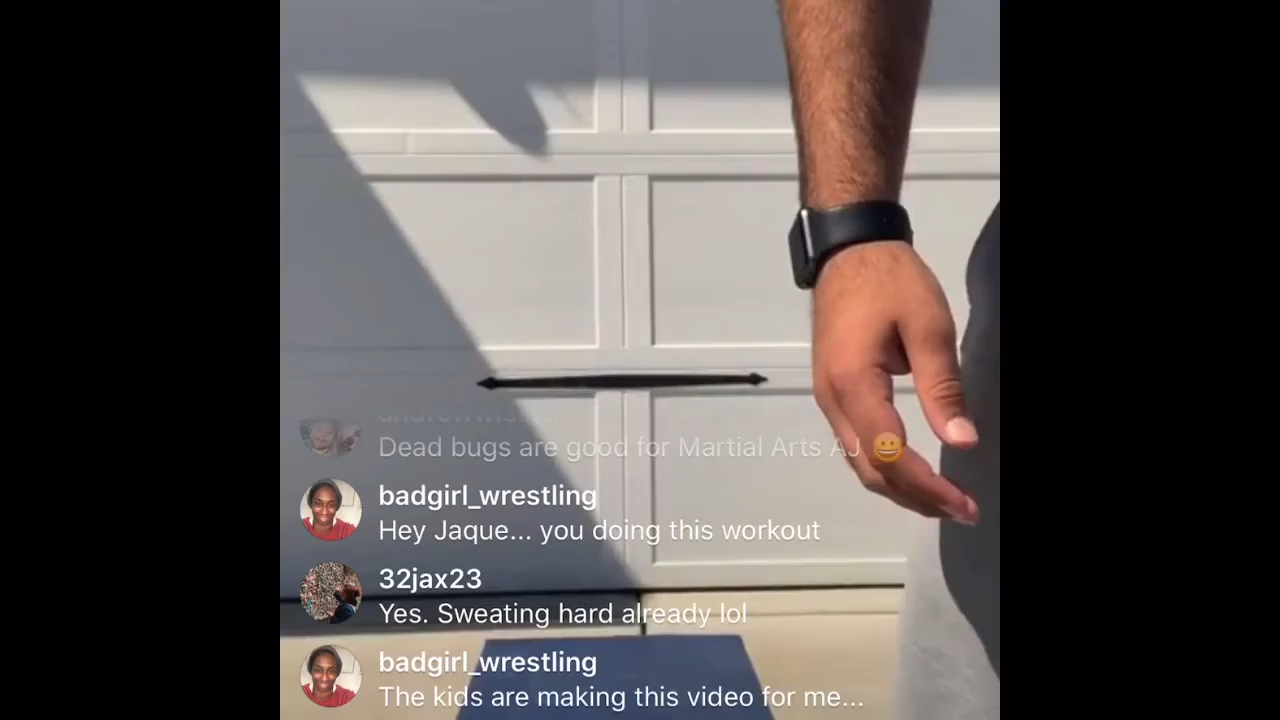 Dead bugs are good for Martial Arts AJ 😀
badgirl_wrestling
Hey Jaque... you doing this workout
32jax23
Yes. Sweating hard already lol
badgirl_wrestling
The kids are making this video for me...